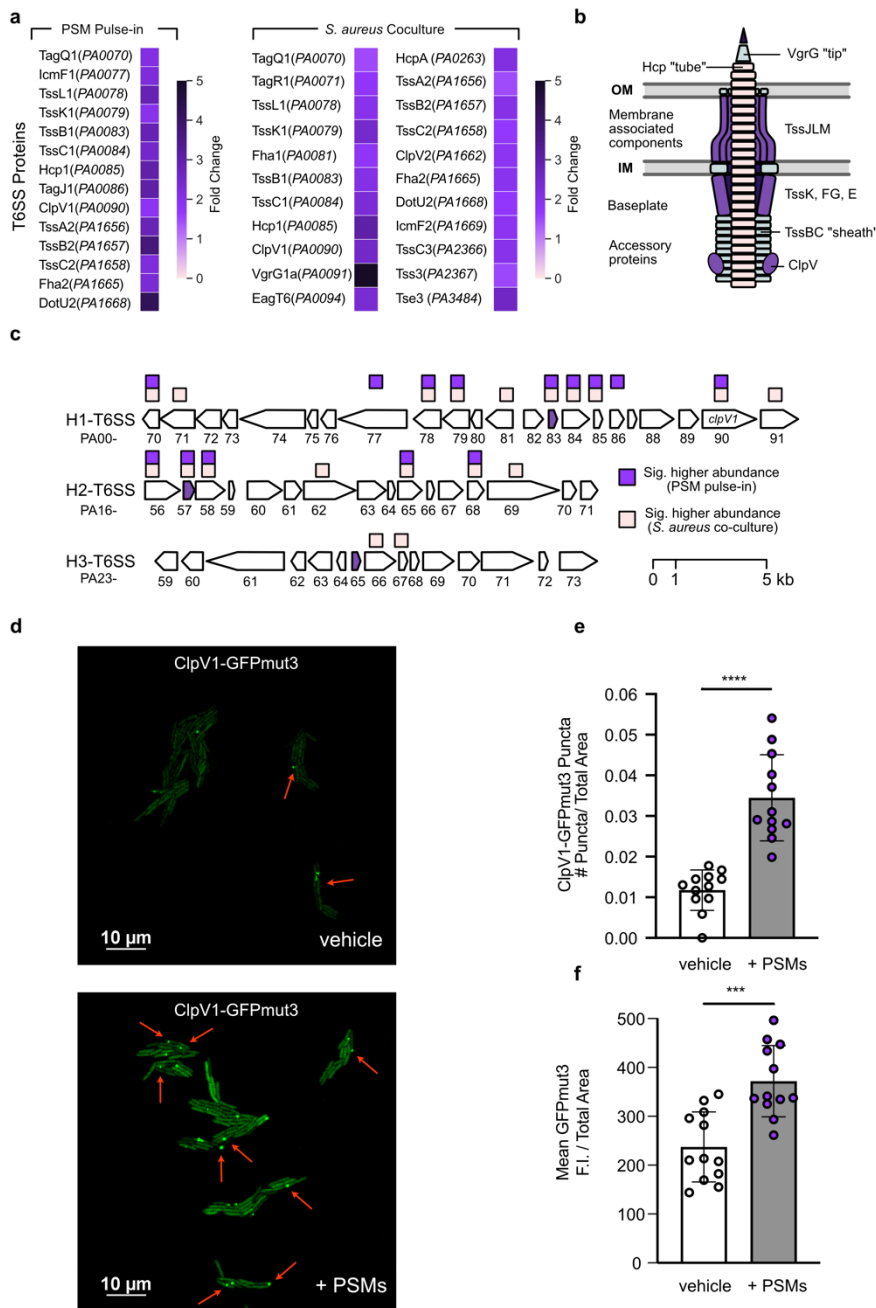 a
PSM Pulse-in
S. aureus Coculture
T6SS Proteins
TagQ1(PA0070)
IcmF1(PA0077)
TssL1(PA0078)
TssK1(PA0079)
TssB1(PA0083)
TssC1(PA0084)
Hcp1(PA0085)
TagJ1(PA0086)
ClpV1(PA0090)
TssA2(PA1656)
TssB2(PA1657)
TssC2(PA1658)
Fha2(PA1665)
DotU2(PA1668)
5
4
3
2
1
0
Fold Change
TagQ1(PA0070)
TagR1(PA0071)
TssL1(PA0078)
TssK1(PA0079)
Fha1(PA0081)
TssB1(PA0083)
TssC1(PA0084)
Hcp1(PA0085)
ClpV1(PA0090)
VgrG1a(PA0091)
EagT6(PA0094)
HcpA(PA0263)
TssA2(PA1656)
TssB2(PA1657)
TssC2(PA1658)
ClpV2(PA1662)
Fha2(PA1665)
DotU2(PA1668)
IcmF2(PA1669)
TssC3(PA2366)
Tss3(PA2367)
Tse3 (PA3484)
5
4
3
2
1
0
Fold Change
b
VgrG "tip"
Hcp "tube"
OM
Membrane
associated
components
TssJLM
IM
Baseplate
TssK, FG, E
TssBC "sheath'
Accessory
proteins
ClpV
c
H1-T6SS
PA00-
clpV1
70 71 72 73 74 75 76 77 78 79 80 81 82 83 84 85 86 88 89 90 91
H2-T6SS
PA16-
56 57 58 59 60 61 62 63 64 65 66 67 68 69 70 71
H3-T6SS
PA23-
59 60 61 62 63 64 65 66 67 68 69 70 71 72 73
Sig. higher abundance
(PSM pulse-in)
Sig. higher abundance
(S. aureus co-culture)
0 1 5 kb
d
ClpV1-GFPmut3
10 µm
vehicle
ClpV1-GFPmut3
10 µm
+ PSMs
e
****
ClpV1-GFPmut3 Puncta
# Puncta/ Total Area
0.06
0.05
0.04
0.03
0.02
0.01
0.00
vehicle
+ PSMs
f
***
Mean GFPmut3
F.I./ Total Area
500
400
300
200
100
0
vehicle
+ PSMs